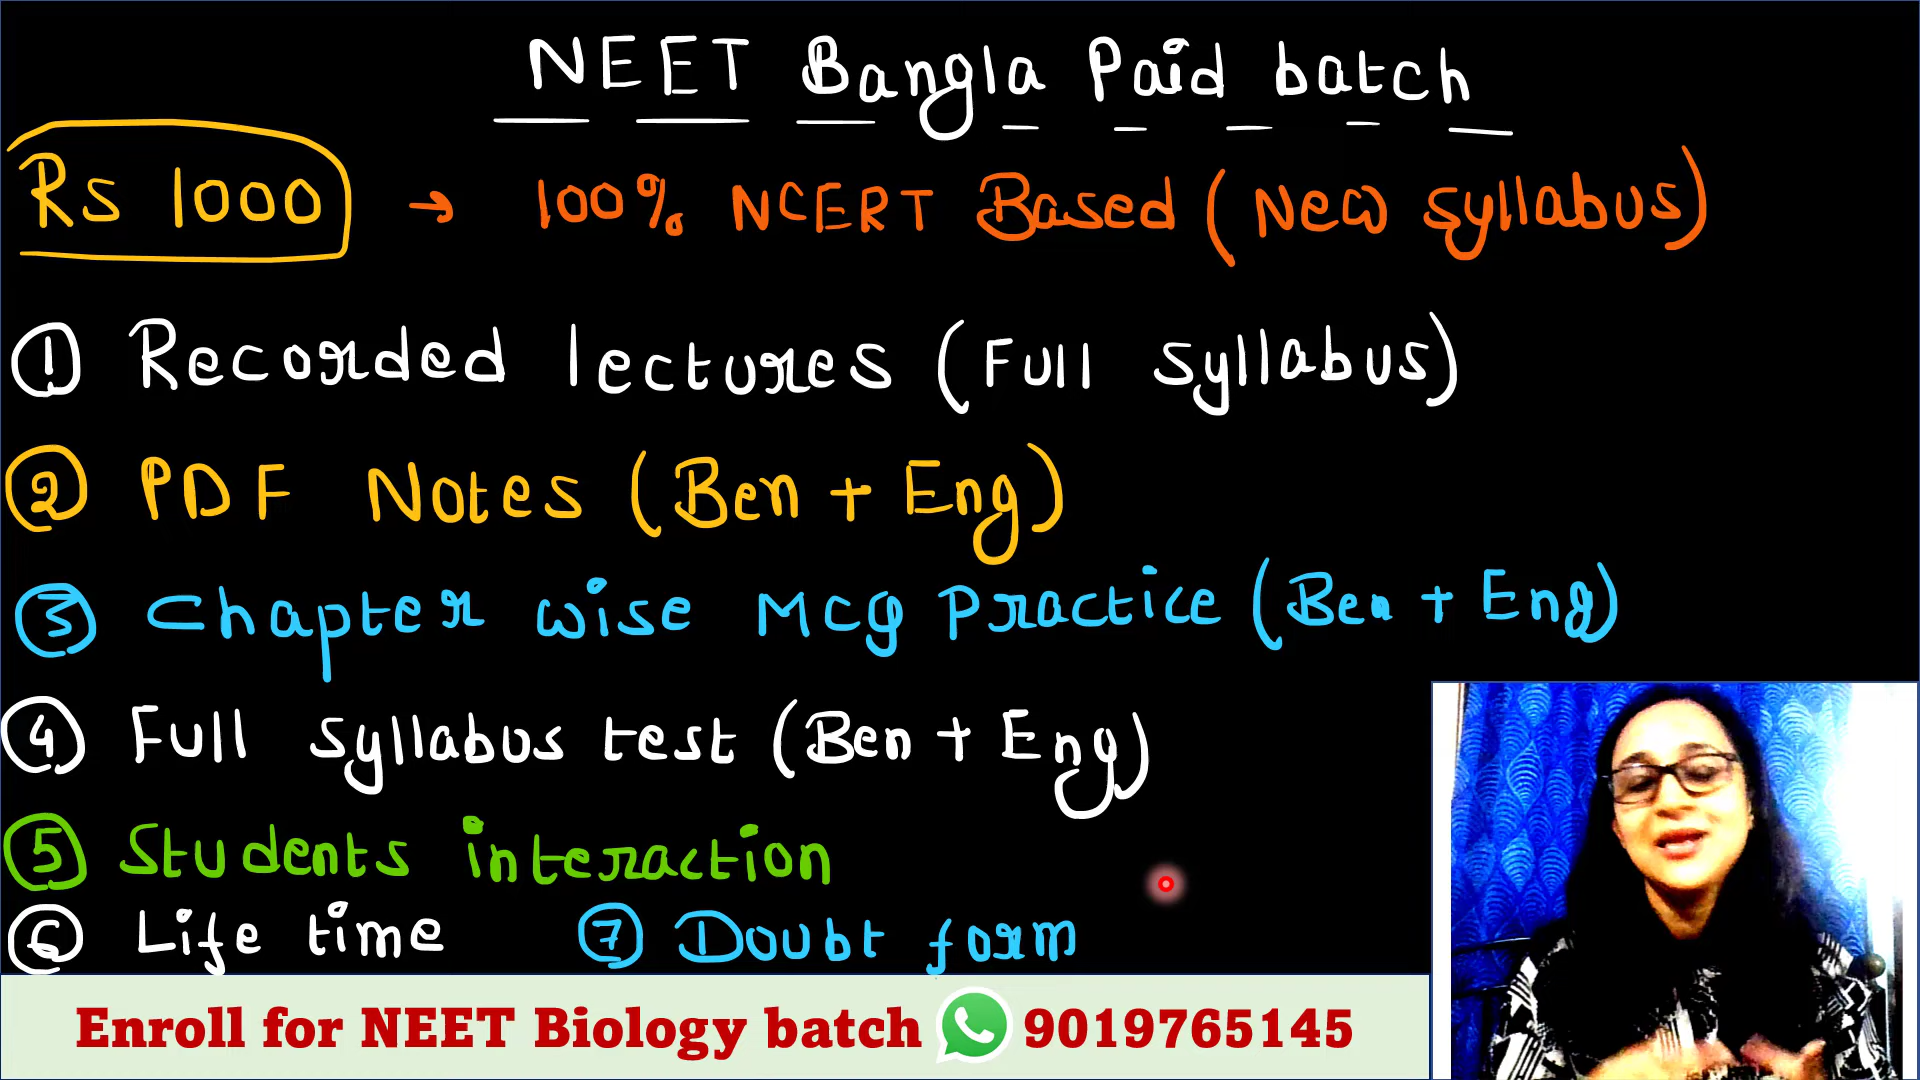 NEET Bangla Paid batch
Rs 1000 → 100% NCERT Based (New syllabus)
① Recorded lectures (Full syllabus)
② PDF Notes (Ben + Eng)
③ Chapter wise Mcq Practice (Ben + Eng)
④ Full syllabus test (Ben + Eng)
⑤ Students interaction
⑥ Life time ⑦ Doubt form
Enroll for NEET Biology batch 9019765145